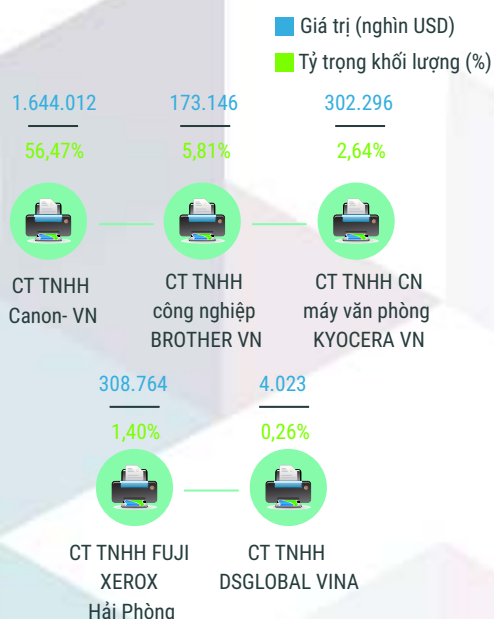 Giá trị (nghìn USD)
Tỷ trọng khối lượng (%)
1.644.012
56,47%
CT TNHH
Canon- VN
173.146
5,81%
CT TNHH
công nghiệp
BROTHER VN
302.296
2,64%
CT TNHH CN
máy văn phòng
KYOCERA VN
308.764
1,40%
CT TNHH FUJI
XEROX
Hải Phòng
4.023
0,26%
CT TNHH
DSGLOBAL VINA